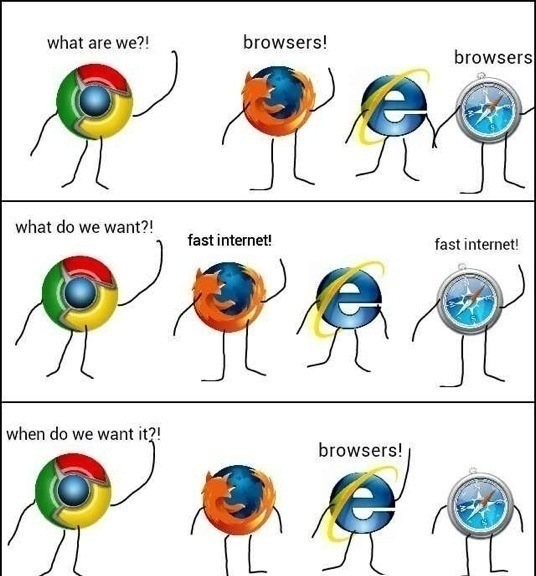 what are we?!
browsers!
browsers
what do we want?!
fast internet!
fast internet!
when do we want it?!
browsers!